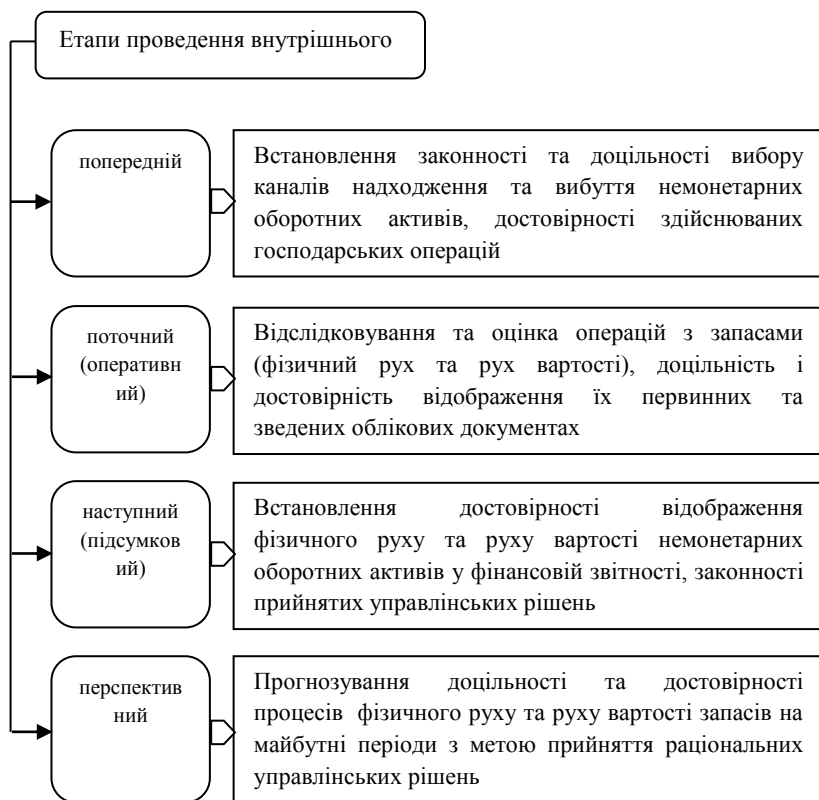 Етапи проведення внутрішнього
попередній
Встановлення законності та доцільності вибору
каналів надходження та вибуття немонетарних
оборотних активів, достовірності здійснюваних
господарських операцій
поточний
(оперативн
ий)
Відслідковування та оцінка операцій з запасами
(фізичний рух та рух вартості), доцільність і
достовірність відображення їх первинних та
зведених облікових документах
наступний
(підсумков
ий)
Встановлення достовірності відображення
фізичного руху та руху вартості немонетарних
оборотних активів у фінансовій звітності, законності
прийнятих управлінських рішень
перспектив
ний
Прогнозування доцільності та достовірності
процесів фізичного руху та руху вартості запасів на
майбутні періоди з метою прийняття раціональних
управлінських рішень